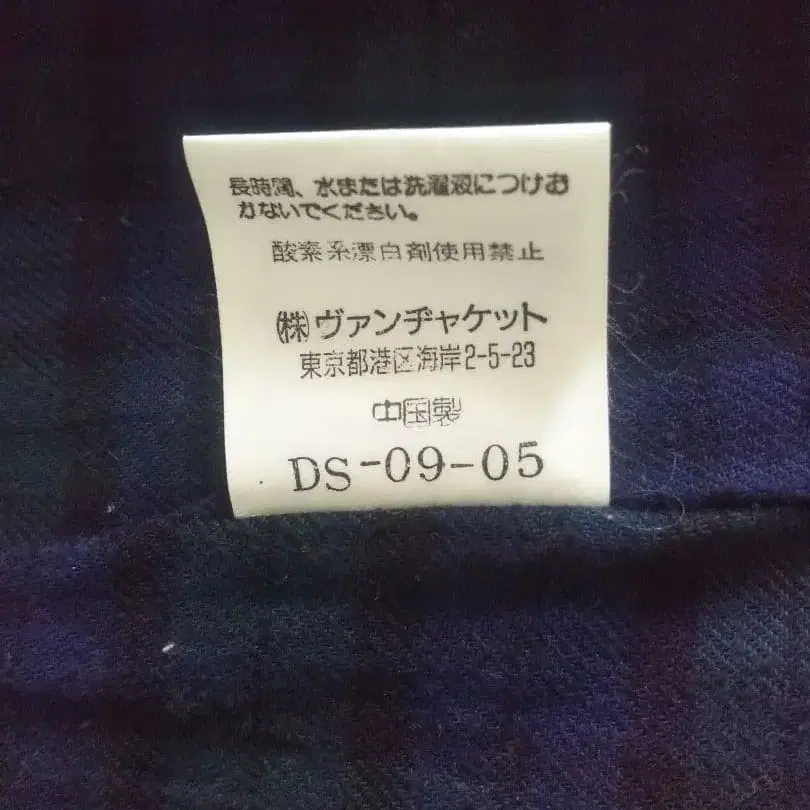 長時間、水または洗濯液につけお
かないでください。
酸素系漂白剤使用禁止
㈱ヴァンヂャケット
東京都港区海岸2-5-23
中国製
DS-09-05